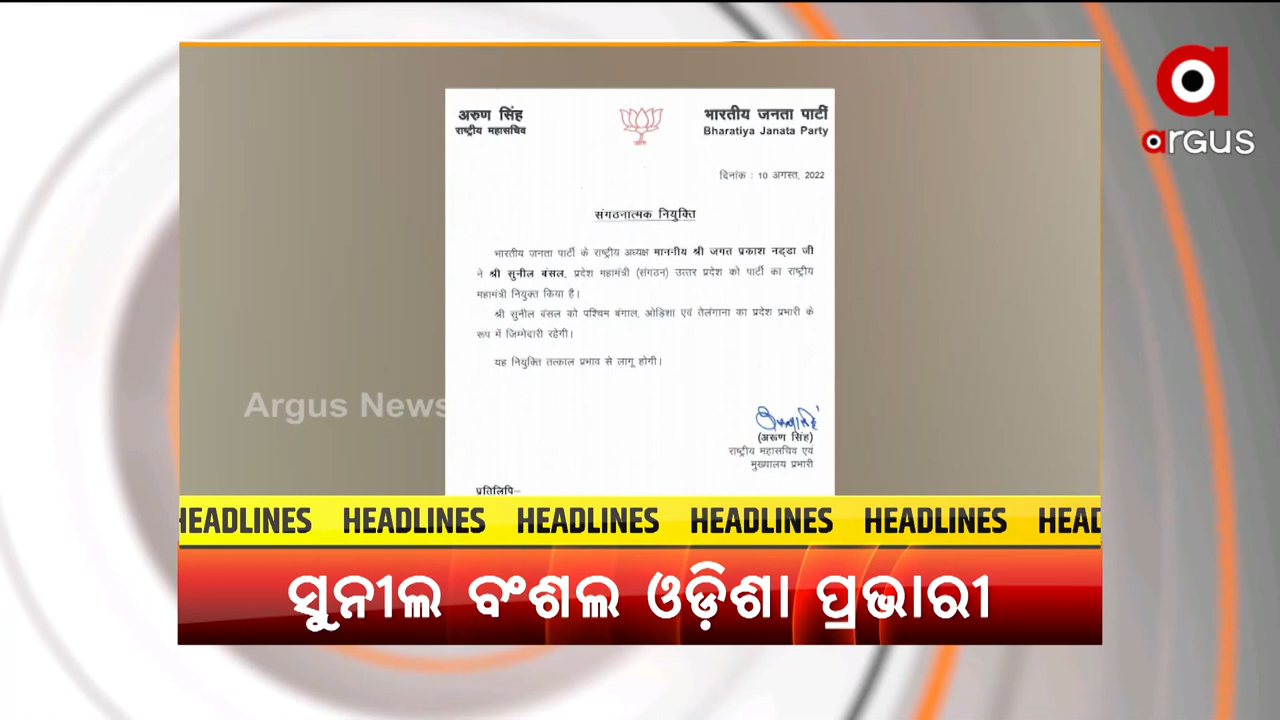 argus
अरुण सिंह
राष्ट्रीय महासचिव
भारतीय जनता पार्टी
Bharatiya Janata Party
दिनांक : 10 अगस्त, 2022
संगठनात्मक नियुक्ति
भारतीय जनता पार्टी के राष्ट्रीय अध्यक्ष माननीय श्री जगत प्रकाश नड्डा जी
ने श्री सुनील बंसल, प्रदेश महामंत्री (संगठन) उत्तर प्रदेश को पार्टी का राष्ट्रीय
महामंत्री नियुक्त किया है।
श्री सुनील बंसल को पश्चिम बंगाल, ओड़िशा एवं तेलंगाना का प्रदेश प्रभारी के
रूप में जिम्मेदारी रहेगी।
यह नियुक्ति तत्काल प्रभाव से लागू होगी।
Argus News
(अरूण सिंह)
राष्ट्रीय महासचिव एवं
मुख्यालय प्रभारी
प्रतिलिपि–
HEADLINES HEADLINES HEADLINES HEADLINES HEADLINES HEAD
ସୁନୀଲ ବଂଶଲ ଓଡ଼ିଶା ପ୍ରଭାରୀ